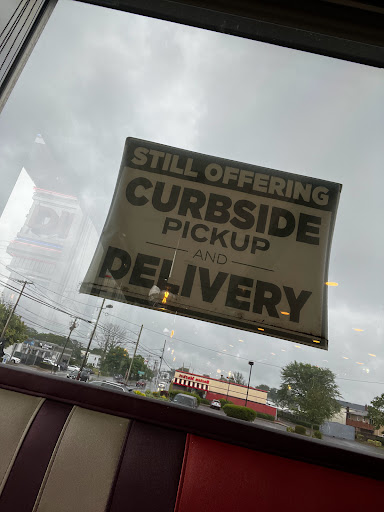 STILL OFFERING
CURBSIDE
PICKUP
AND
DELIVERY